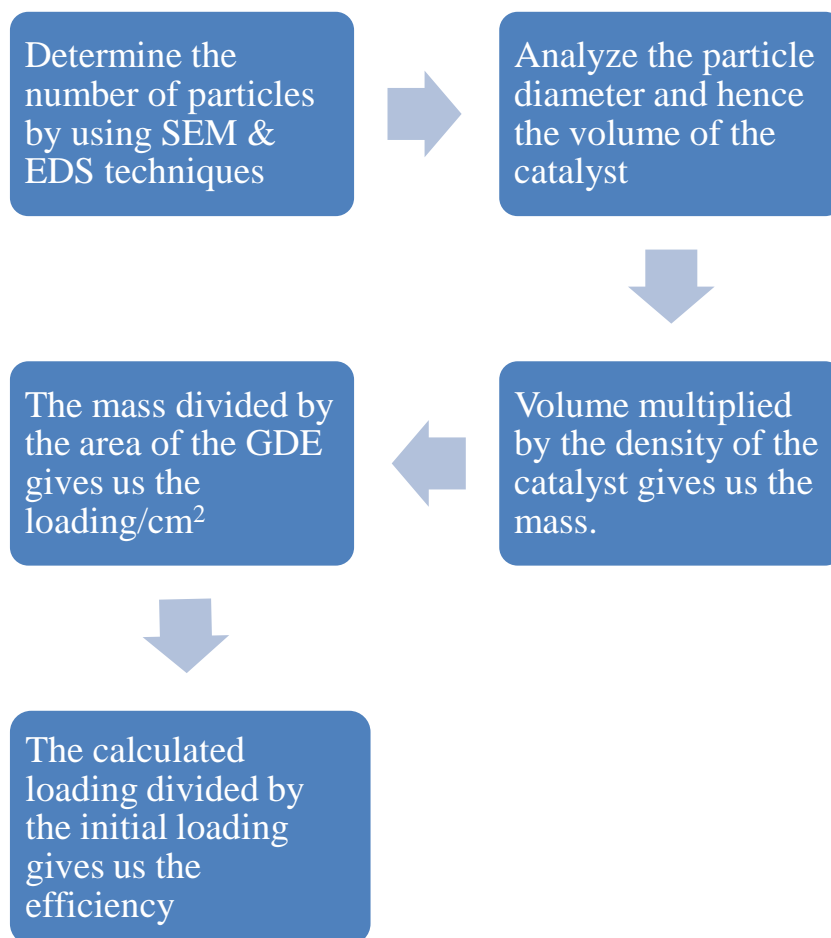 Determine the
number of particles
by using SEM &
EDS techniques
Analyze the particle
diameter and hence
the volume of the
catalyst
Volume multiplied
by the density of the
catalyst gives us the
mass.
The mass divided by
the area of the GDE
gives us the
loading/cm²
The calculated
loading divided by
the initial loading
gives us the
efficiency